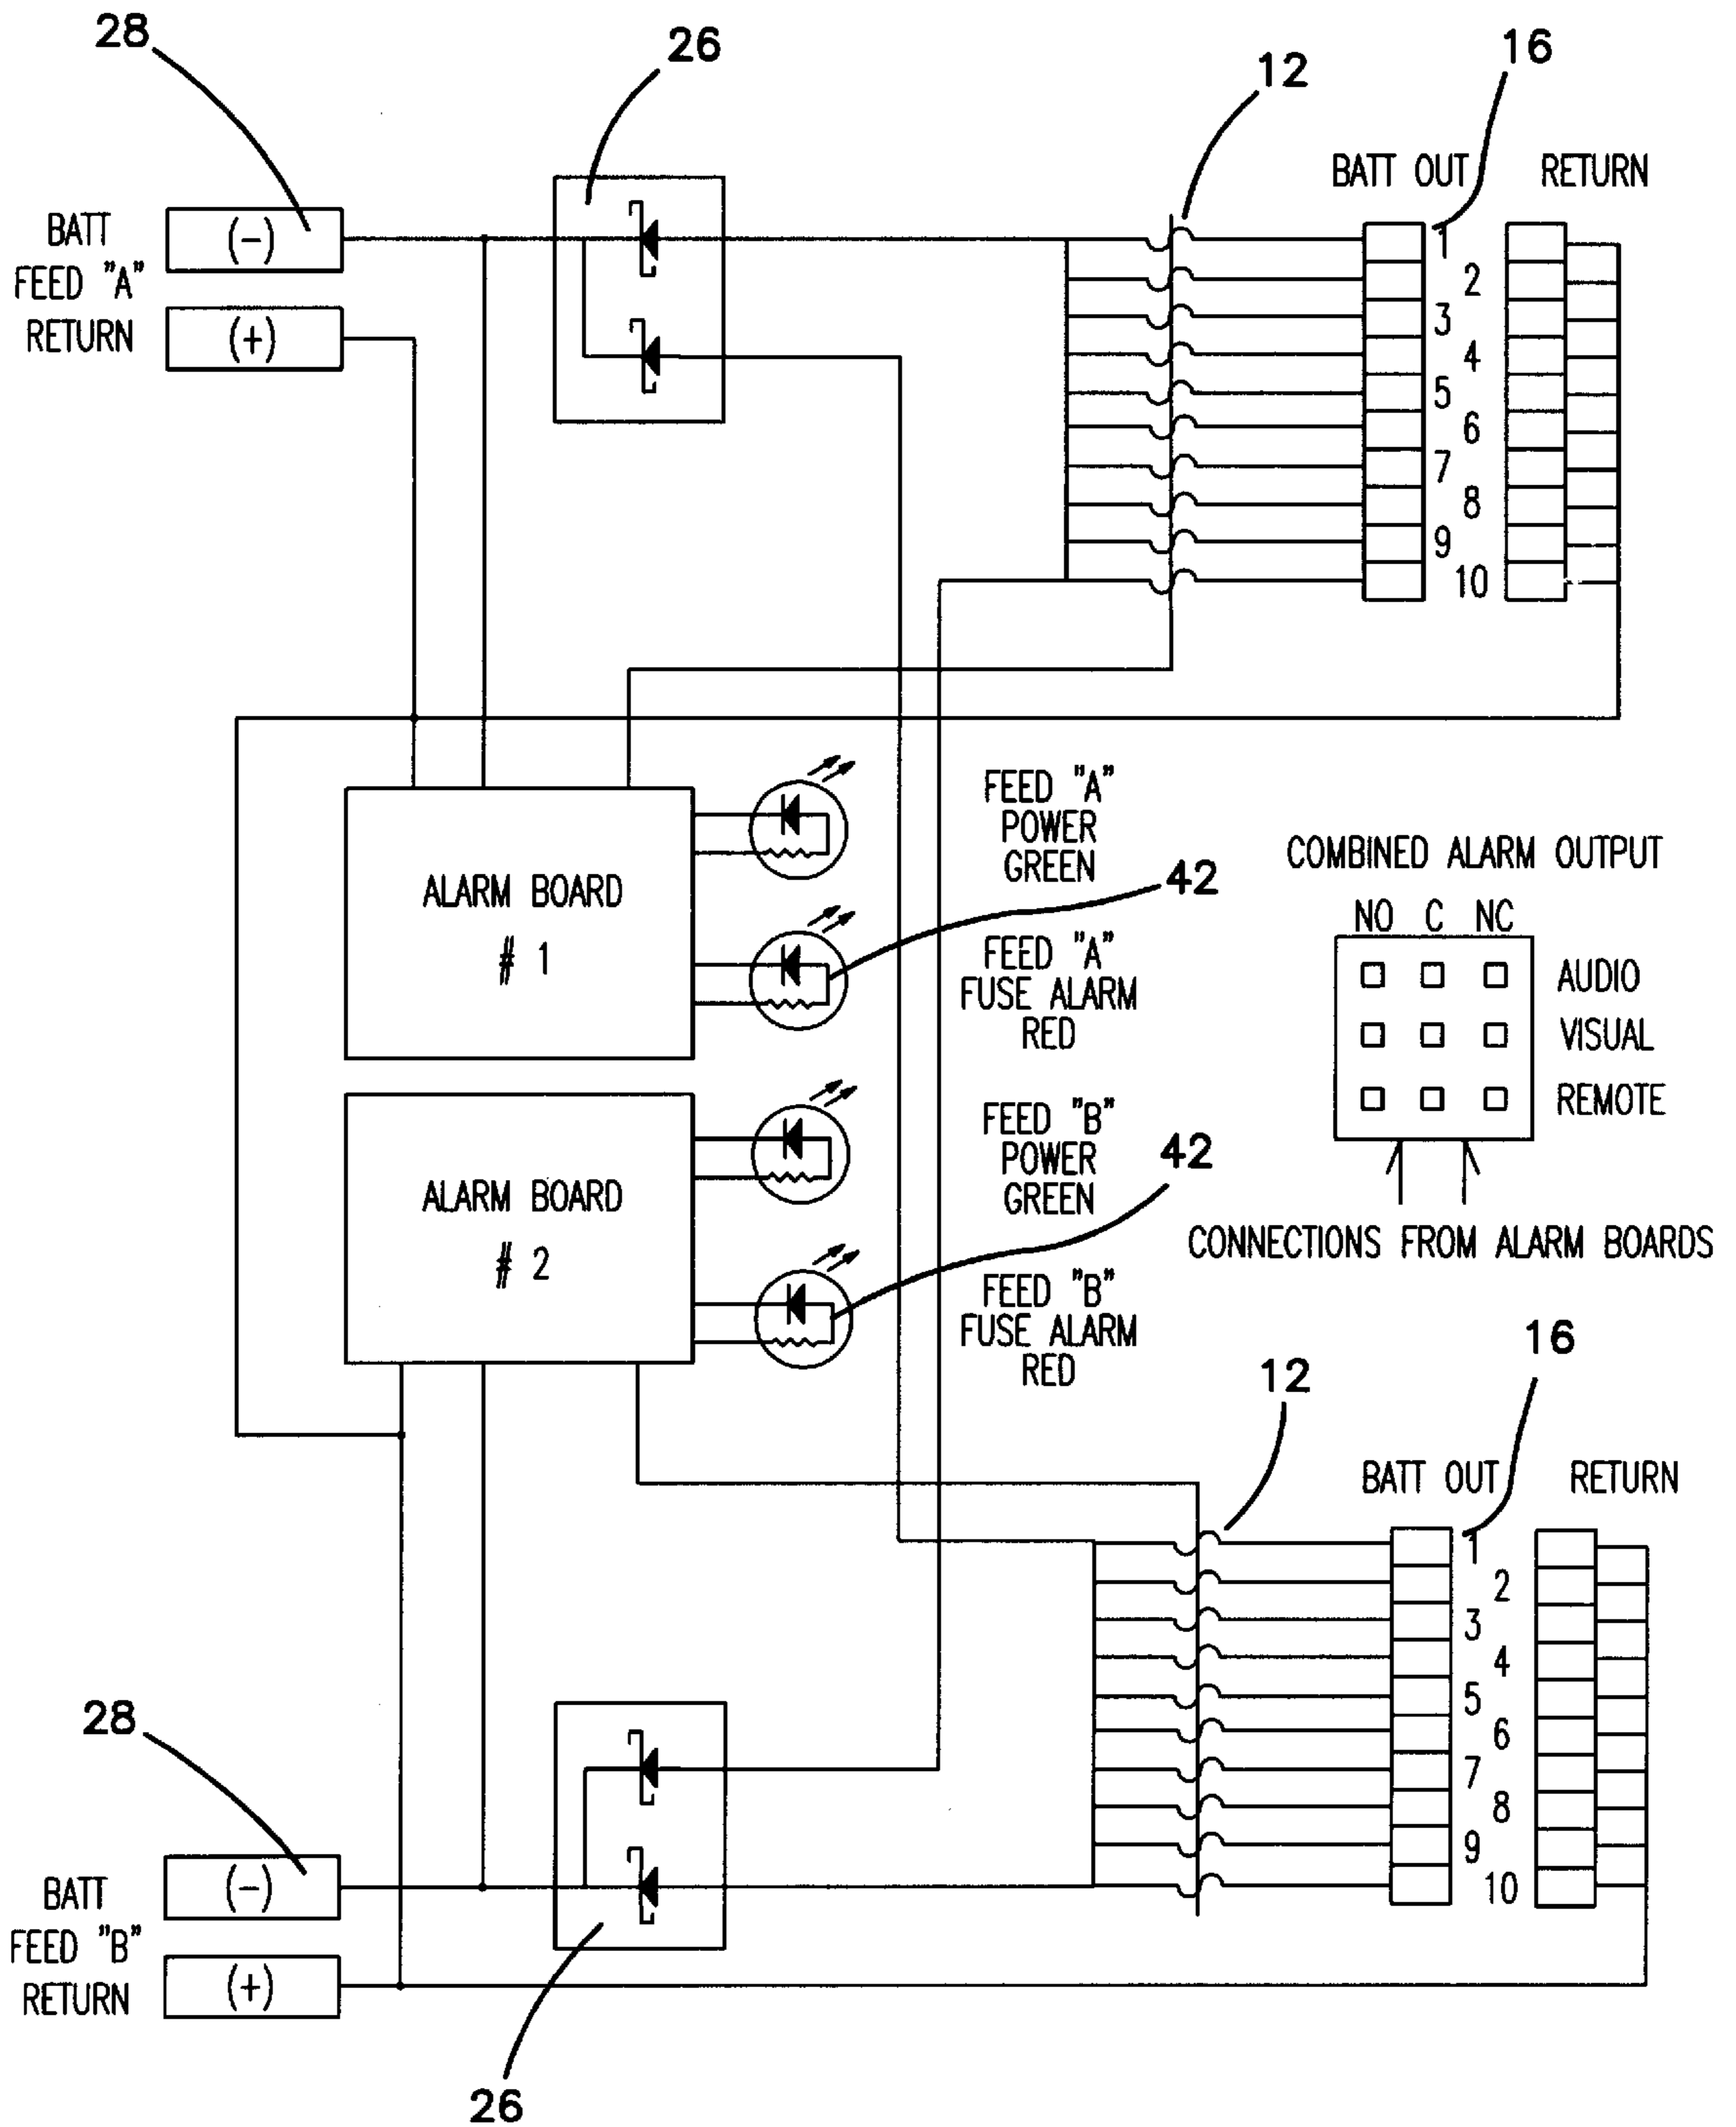 28
26
12
16
BATT OUT
RETURN
BATT
FEED "A"
RETURN
(-)
(+)
1
2
3
4
5
6
7
8
9
10
FEED "A"
POWER
GREEN
ALARM BOARD
# 1
42
FEED "A"
FUSE ALARM
RED
COMBINED ALARM OUTPUT
NO C NC
AUDIO
VISUAL
REMOTE
CONNECTIONS FROM ALARM BOARDS
FEED "B"
POWER
GREEN
ALARM BOARD
# 2
42
FEED "B"
FUSE ALARM
RED
12
16
BATT OUT
RETURN
1
2
3
4
5
6
7
8
9
10
28
BATT
FEED "B"
RETURN
(-)
(+)
26